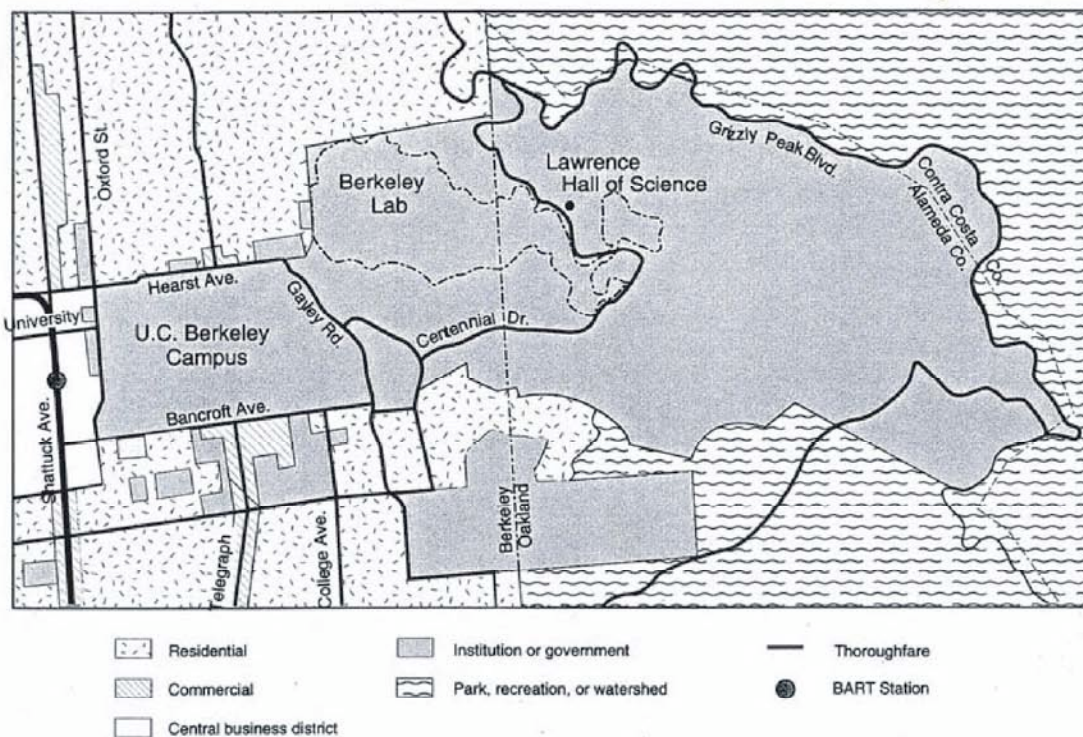 Oxford St.
Grizzly Peak Blvd.
Lawrence
Hall of Science
Berkeley
Lab
Contra Costa Co.
Alameda Co.
Hearst Ave.
Gayley Rd.
University
U.C. Berkeley
Campus
Centennial Dr.
Bancroft Ave.
Shattuck Ave.
Berkeley
Oakland
Telegraph
College Ave.
Residential
Commercial
Central business district
Institution or government
Park, recreation, or watershed
Thoroughfare
BART Station